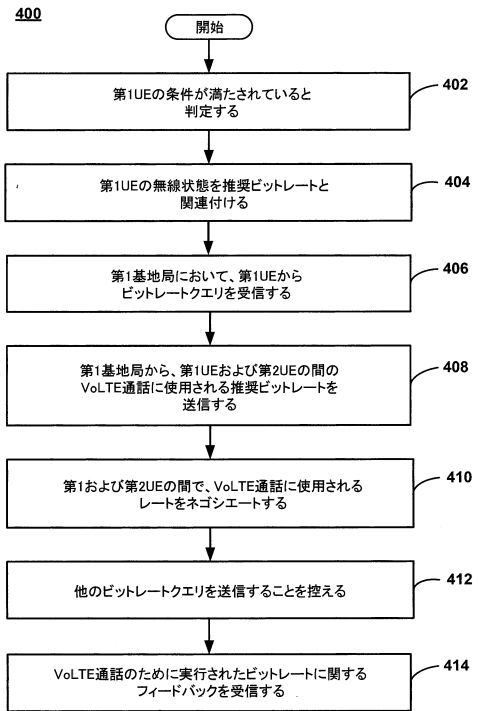 400
開始
第1UEの条件が満たされていると
判定する
402
第1UEの無線状態を推奨ビットレートと
関連付ける
404
第1基地局において、第1UEから
ビットレートクエリを受信する
406
第1基地局から、第1UEおよび第2UEの間の
VoLTE通話に使用される推奨ビットレートを
送信する
408
第1および第2UEの間で、VoLTE通話に使用される
レートをネゴシエートする
410
他のビットレートクエリを送信することを控える
412
VoLTE通話のために実行されたビットレートに関する
フィードバックを受信する
414